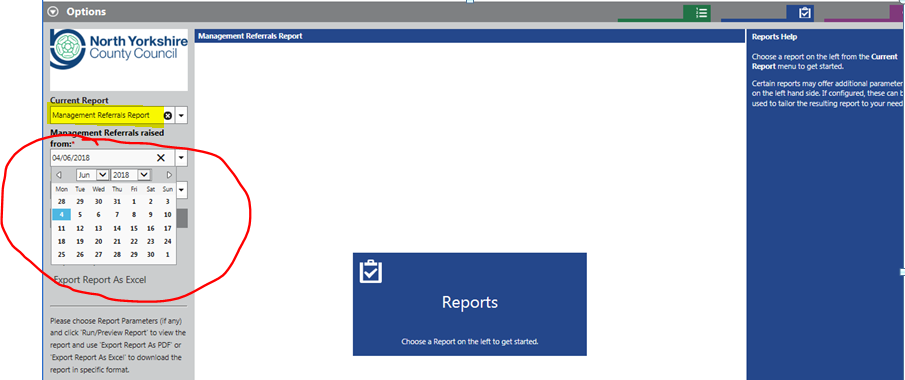 Options
North Yorkshire
County Council
Current Report
Management Referrals Report
Management Referrals raised
from:*
04/06/2018
Jun 2018
Mon Tue Wed Thu Fri Sat Sun
28 29 30 31 1 2 3
4 5 6 7 8 9 10
11 12 13 14 15 16 17
18 19 20 21 22 23 24
25 26 27 28 29 30 1
Export Report As Excel
Please choose Report Parameters (if any)
and click 'Run/Preview Report' to view the
report and use 'Export Report As PDF' or
'Export Report As Excel' to download the
report in specific format.
Management Referrals Report
Reports
Choose a Report on the left to get started.
Reports Help
Choose a report on the left from the Current
Report menu to get started.
Certain reports may offer additional parameter
on the left hand side. If configured, these can b
used to tailor the resulting report to your need